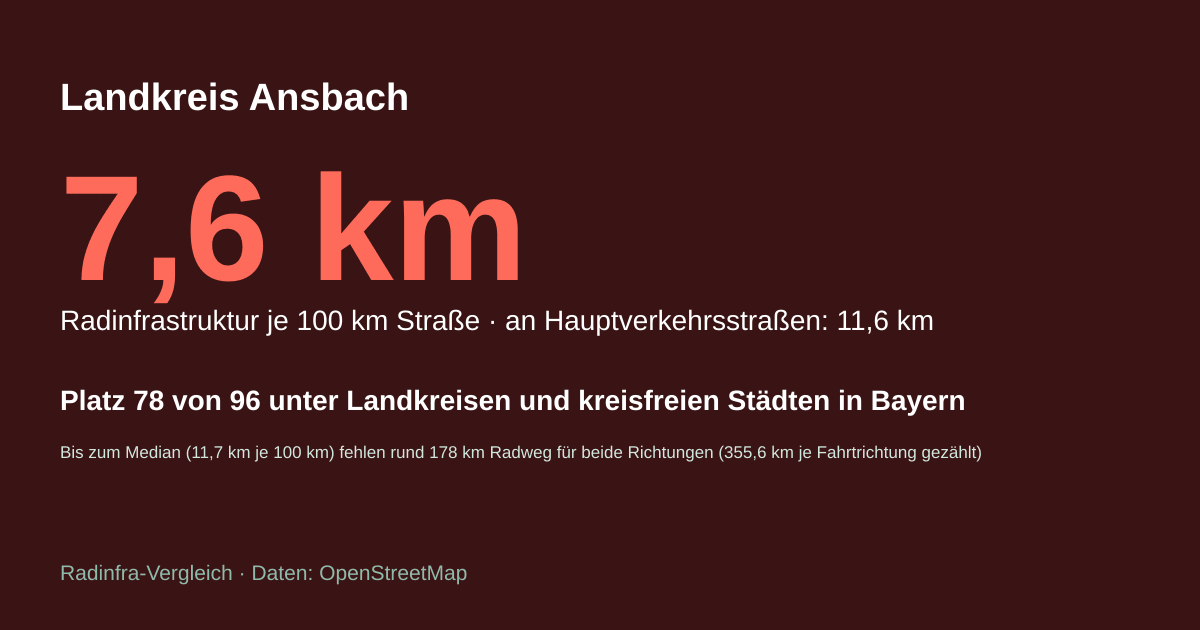 Landkreis Ansbach
7,6 km
Radinfrastruktur je 100 km Straße · an Hauptverkehrsstraßen: 11,6 km
Platz 78 von 96 unter Landkreisen und kreisfreien Städten in Bayern
Bis zum Median (11,7 km je 100 km) fehlen rund 178 km Radweg für beide Richtungen (355,6 km je Fahrtrichtung gezählt)
Radinfra-Vergleich · Daten: OpenStreetMap